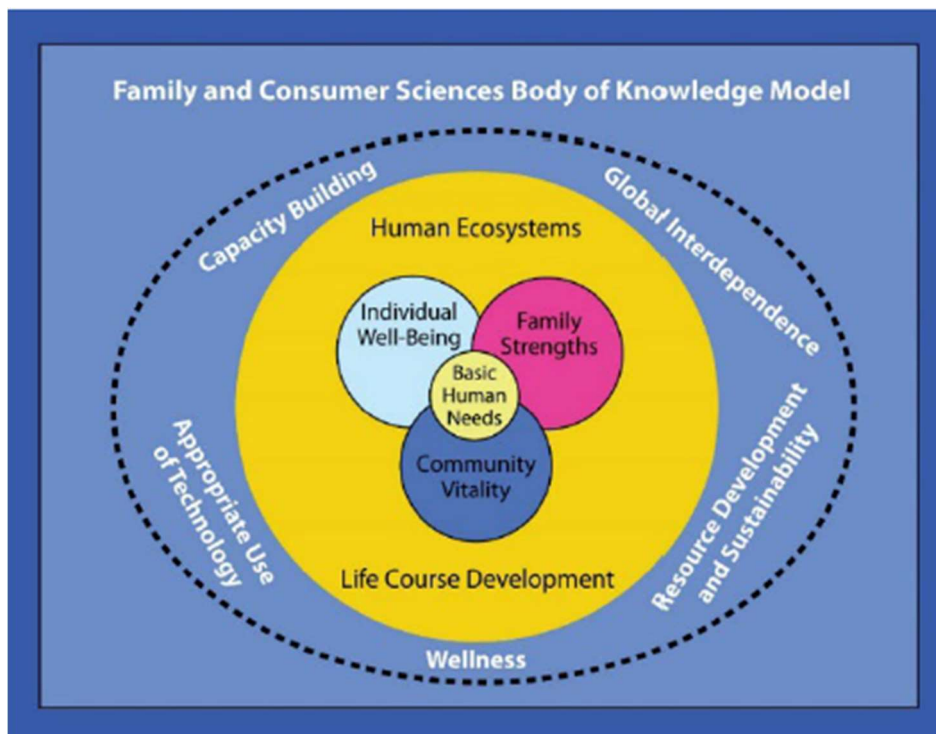 Family and Consumer Sciences Body of Knowledge Model
Capacity Building
Global Interdependence
Human Ecosystems
Individual
Well-Being
Family
Strengths
Basic
Human
Needs
Community
Vitality
Appropriate Use
of Technology
Resource Development
and Sustainability
Life Course Development
Wellness